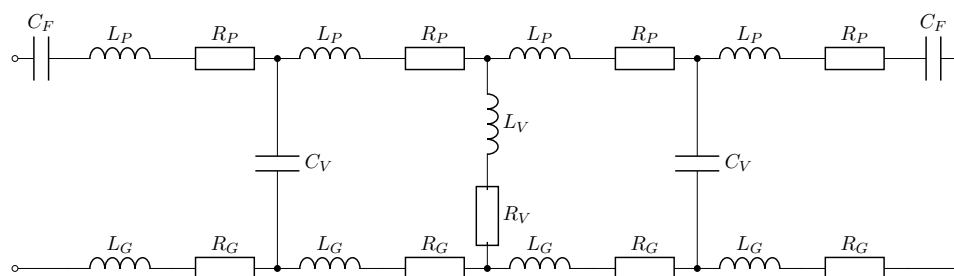 C_F L_P R_P L_P R_P L_P R_P L_P R_P C_F
L_V
C_V C_V
R_V
L_G R_G L_G R_G L_G R_G L_G R_G